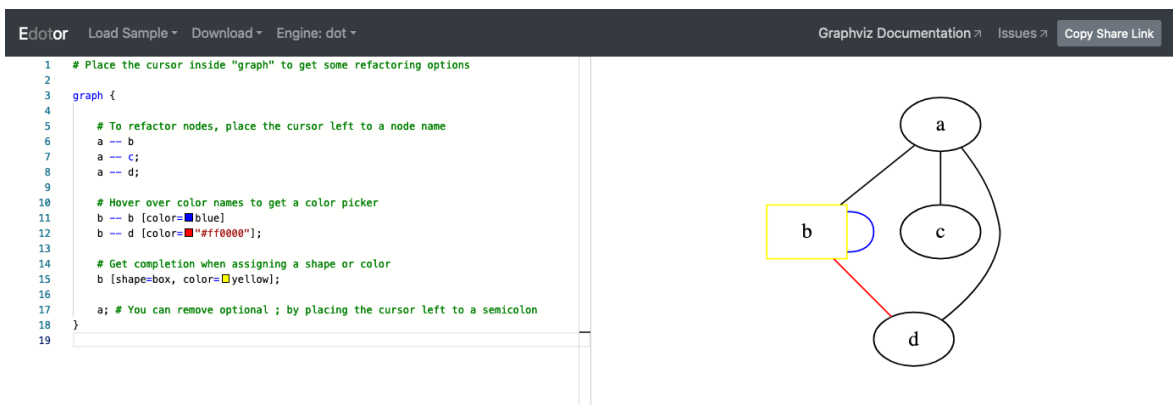 Edotor Load Sample Download Engine: dot Graphviz Documentation Issues Copy Share Link
1 # Place the cursor inside "graph" to get some refactoring options
2
3 graph {
4
5 # To refactor nodes, place the cursor left to a node name
6 a -- b
7 a -- c;
8 a -- d;
9
10 # Hover over color names to get a color picker
11 b -- b [color=blue]
12 b -- d [color="#ff0000"];
13
14 # Get completion when assigning a shape or color
15 b [shape=box, color=yellow];
16
17 a; # You can remove optional ; by placing the cursor left to a semicolon
18 }
19
a
b c
d